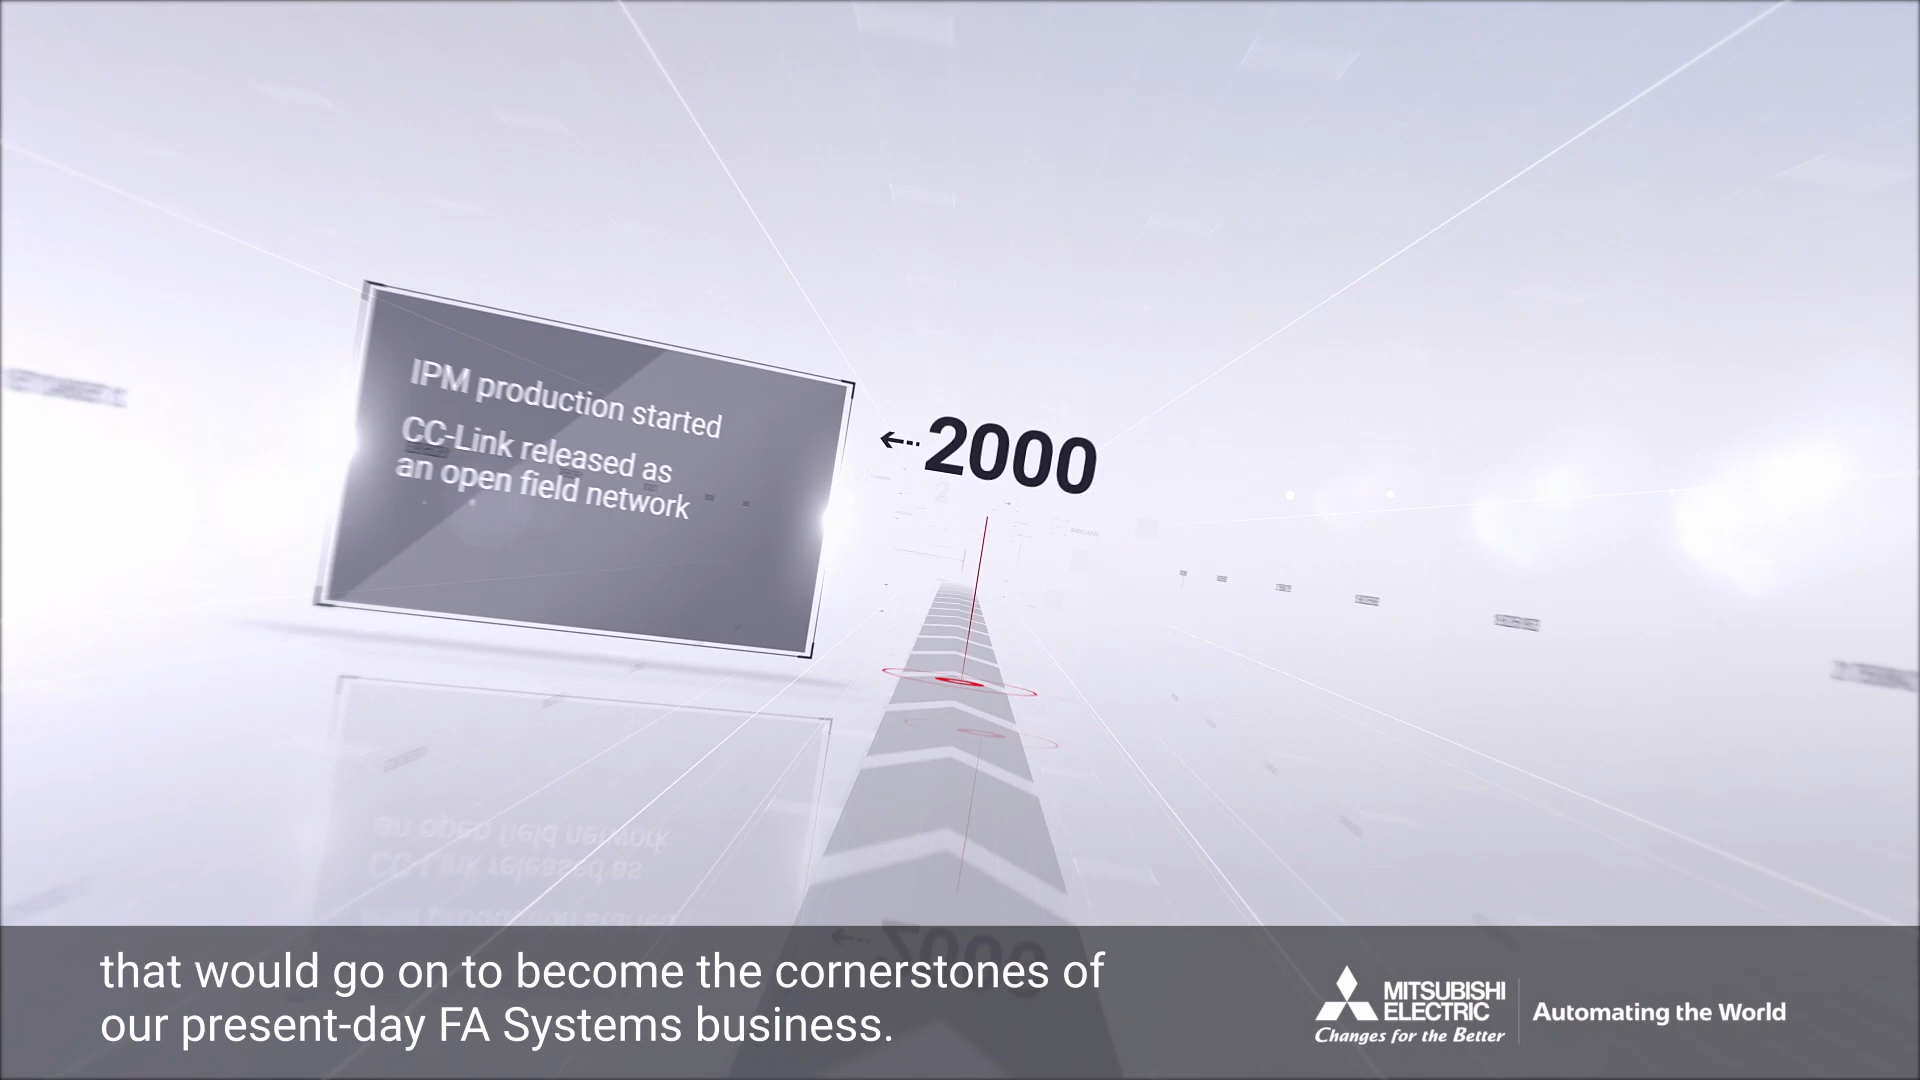 IPM production started
CC-Link released as
an open field network
2000
that would go on to become the cornerstones of
our present-day FA Systems business.
MITSUBISHI
ELECTRIC
Changes for the Better
Automating the World